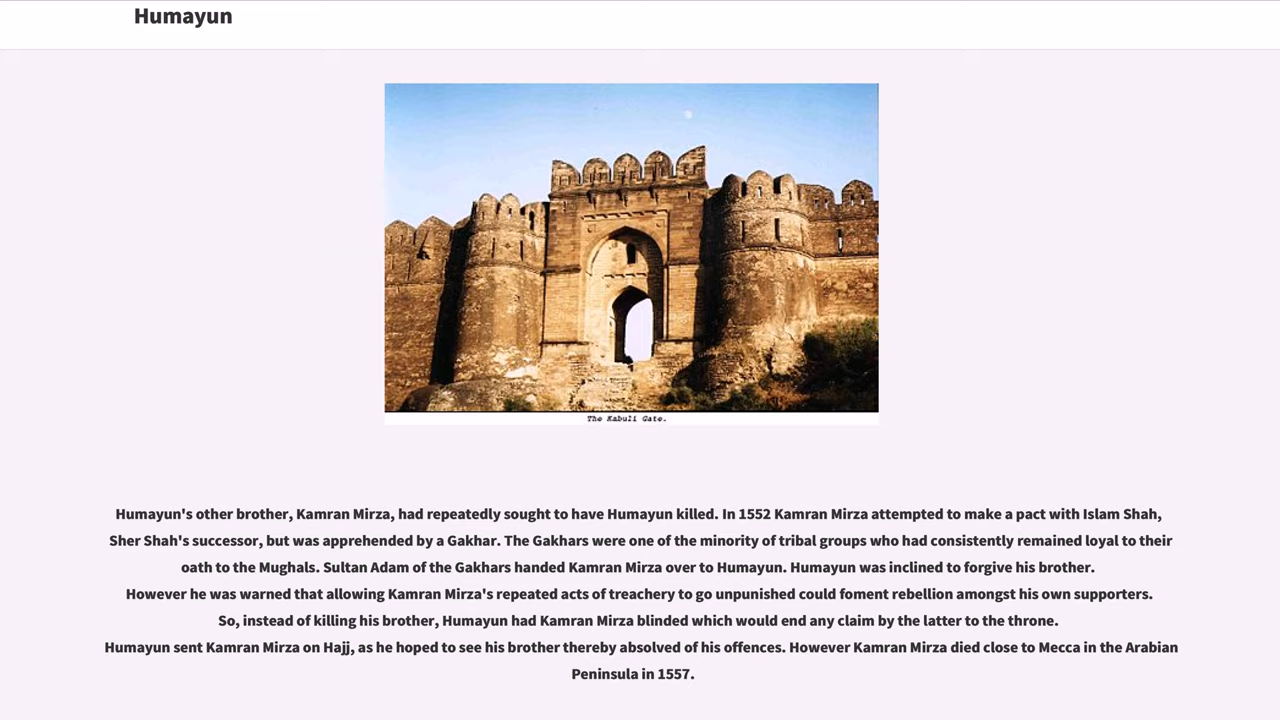 Humayun
The Kabuli Gate.
Humayun's other brother, Kamran Mirza, had repeatedly sought to have Humayun killed. In 1552 Kamran Mirza attempted to make a pact with Islam Shah,
Sher Shah's successor, but was apprehended by a Gakhar. The Gakhars were one of the minority of tribal groups who had consistently remained loyal to their
oath to the Mughals. Sultan Adam of the Gakhars handed Kamran Mirza over to Humayun. Humayun was inclined to forgive his brother.
However he was warned that allowing Kamran Mirza's repeated acts of treachery to go unpunished could foment rebellion amongst his own supporters.
So, instead of killing his brother, Humayun had Kamran Mirza blinded which would end any claim by the latter to the throne.
Humayun sent Kamran Mirza on Hajj, as he hoped to see his brother thereby absolved of his offences. However Kamran Mirza died close to Mecca in the Arabian
Peninsula in 1557.